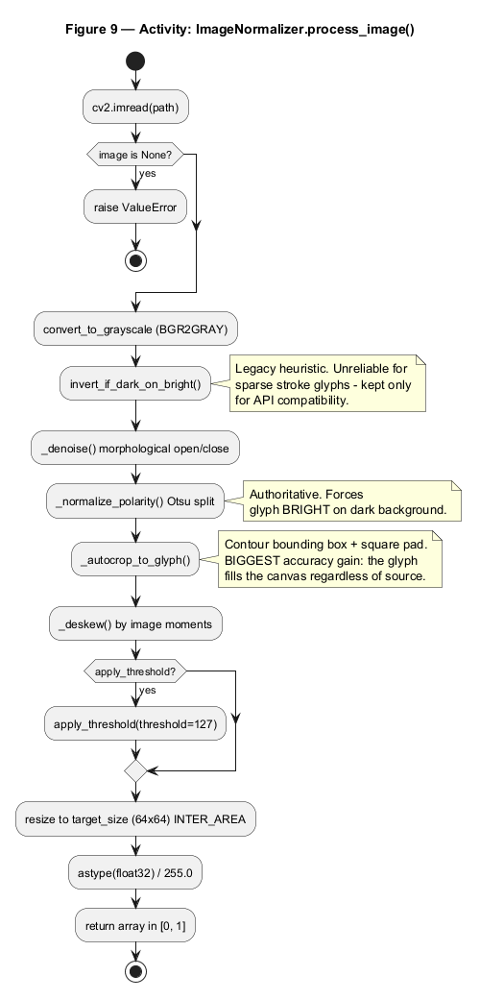 Figure 9 — Activity: ImageNormalizer.process_image()
cv2.imread(path)
image is None?
yes
raise ValueError
convert_to_grayscale (BGR2GRAY)
invert_if_dark_on_bright()
Legacy heuristic. Unreliable for
sparse stroke glyphs - kept only
for API compatibility.
_denoise() morphological open/close
_normalize_polarity() Otsu split
Authoritative. Forces
glyph BRIGHT on dark background.
_autocrop_to_glyph()
Contour bounding box + square pad.
BIGGEST accuracy gain: the glyph
fills the canvas regardless of source.
_deskew() by image moments
apply_threshold?
yes
apply_threshold(threshold=127)
resize to target_size (64x64) INTER_AREA
astype(float32) / 255.0
return array in [0, 1]